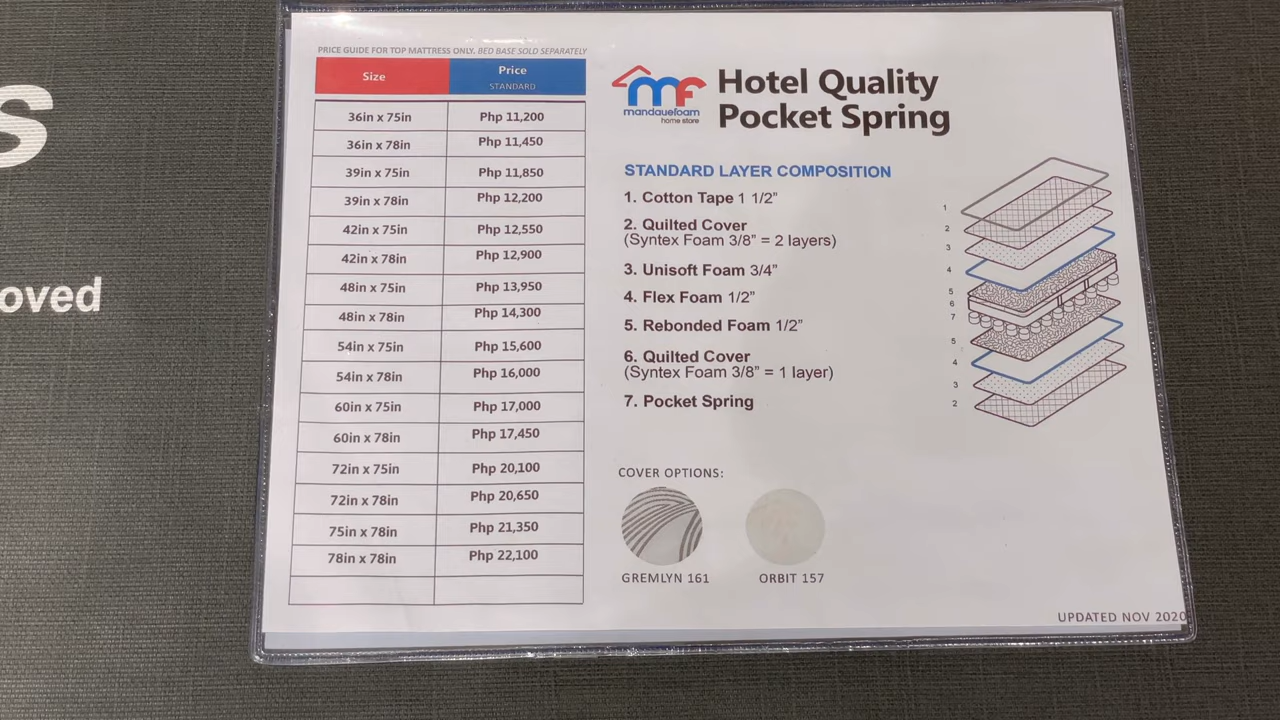 s
oved
PRICE GUIDE FOR TOP MATTRESS ONLY. BED BASE SOLD SEPARATELY
Size Price
STANDARD
36in x 75in Php 11,200
36in x 78in Php 11,450
39in x 75in Php 11,850
39in x 78in Php 12,200
42in x 75in Php 12,550
42in x 78in Php 12,900
48in x 75in Php 13,950
48in x 78in Php 14,300
54in x 75in Php 15,600
54in x 78in Php 16,000
60in x 75in Php 17,000
60in x 78in Php 17,450
72in x 75in Php 20,100
72in x 78in Php 20,650
75in x 78in Php 21,350
78in x 78in Php 22,100
mf
mandauefoam
home store
Hotel Quality
Pocket Spring
STANDARD LAYER COMPOSITION
1. Cotton Tape 1 1/2”
2. Quilted Cover
(Syntex Foam 3/8” = 2 layers)
3. Unisoft Foam 3/4”
4. Flex Foam 1/2”
5. Rebonded Foam 1/2”
6. Quilted Cover
(Syntex Foam 3/8” = 1 layer)
7. Pocket Spring
1
2
3
4
5
6
7
5
4
3
2
COVER OPTIONS:
GREMLYN 161
ORBIT 157
UPDATED NOV 2020